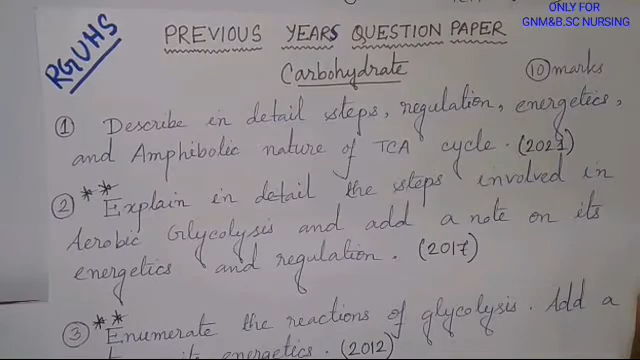 ONLY FOR
GNM&B.SC NURSING
RGUHS
PREVIOUS YEARS QUESTION PAPER
Carbohydrate
10 marks
1 Describe in detail steps, regulation, energetics,
and Amphibolic nature of TCA cycle. (2021)
2 ** Explain in detail the steps involved in
Aerobic Glycolysis and add a note on its
energetics and regulation. (2017)
3 ** Enumerate the reactions of glycolysis. Add a
energetics. (2012)